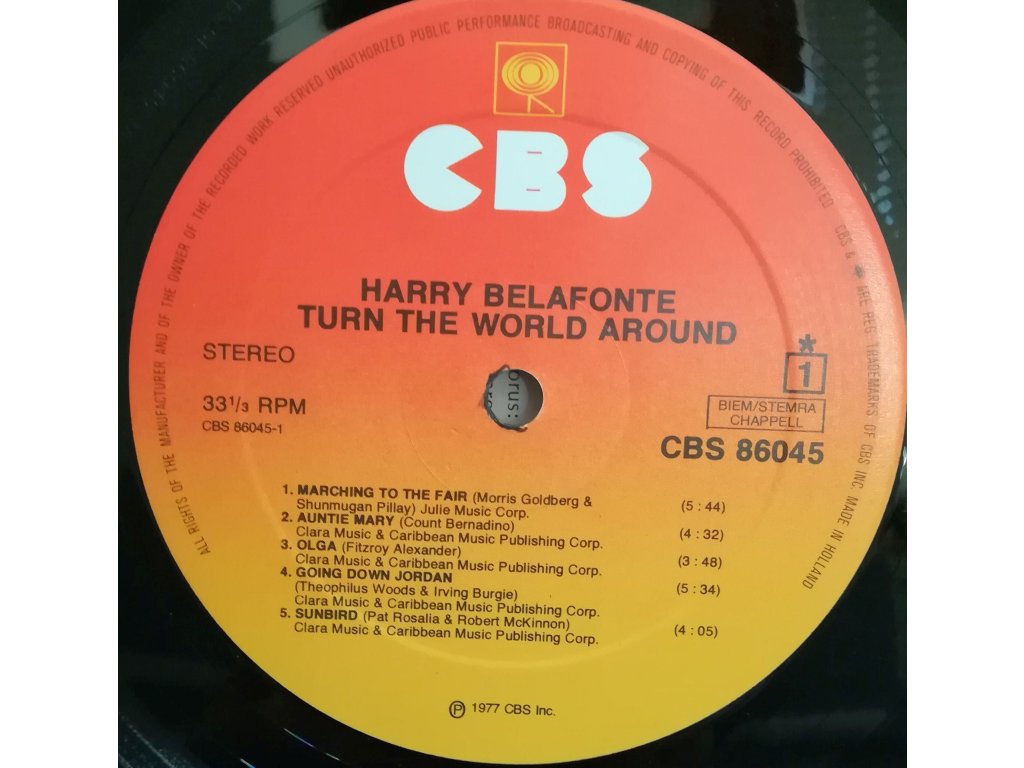 ALL RIGHTS OF THE MANUFACTURER AND OF THE OWNER OF THE RECORDED WORK RESERVED UNAUTHORIZED PUBLIC PERFORMANCE BROADCASTING AND COPYING OF THIS RECORD PROHIBITED
CBS & ARE REG. TRADEMARKS OF CBS INC. MADE IN HOLLAND
CBS
HARRY BELAFONTE
TURN THE WORLD AROUND
STEREO
33 1/3 RPM
CBS 86045-1
* 1
BIEM/STEMRA
CHAPPELL
CBS 86045
orus:
1. MARCHING TO THE FAIR (Morris Goldberg &
Shunmugan Pillay) Julie Music Corp. (5 : 44)
2. AUNTIE MARY (Count Bernadino)
Clara Music & Caribbean Music Publishing Corp. (4 : 32)
3. OLGA (Fitzroy Alexander)
Clara Music & Caribbean Music Publishing Corp. (3 : 48)
4. GOING DOWN JORDAN
(Theophilus Woods & Irving Burgie) (5 : 34)
Clara Music & Caribbean Music Publishing Corp.
5. SUNBIRD (Pat Rosalia & Robert McKinnon)
Clara Music & Caribbean Music Publishing Corp. (4 : 05)
℗ 1977 CBS Inc.